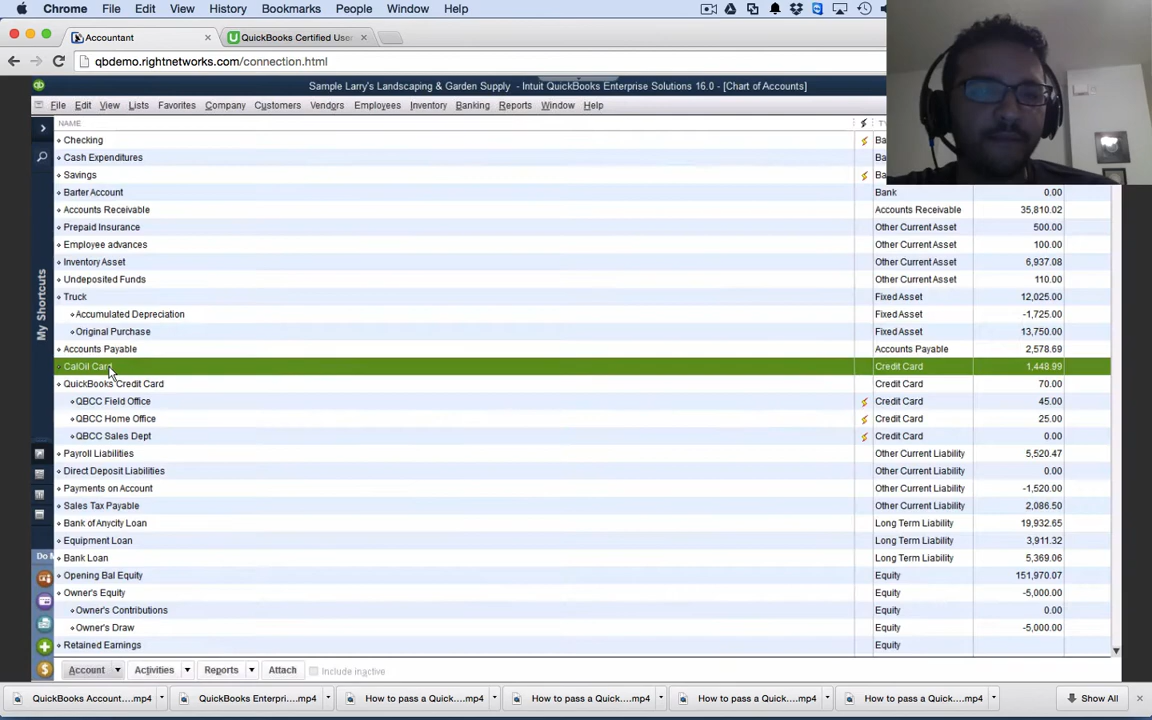 Chrome File Edit View History Bookmarks People Window Help
Accountant × QuickBooks Certified User ×
qbdemo.rightnetworks.com/connection.html
Sample Larry's Landscaping & Garden Supply - Intuit QuickBooks Enterprise Solutions 16.0 - [Chart of Accounts]
File Edit View Lists Favorites Company Customers Vendors Employees Inventory Banking Reports Window Help
NAME
Checking
Cash Expenditures
Savings
Barter Account Bank 0.00
Accounts Receivable Accounts Receivable 35,810.02
Prepaid Insurance Other Current Asset 500.00
Employee advances Other Current Asset 100.00
Inventory Asset Other Current Asset 6,937.08
Undeposited Funds Other Current Asset 110.00
Truck Fixed Asset 12,025.00
Accumulated Depreciation Fixed Asset -1,725.00
Original Purchase Fixed Asset 13,750.00
Accounts Payable Accounts Payable 2,578.69
CalOil Card Credit Card 1,448.99
QuickBooks Credit Card Credit Card 70.00
QBCC Field Office Credit Card 45.00
QBCC Home Office Credit Card 25.00
QBCC Sales Dept Credit Card 0.00
Payroll Liabilities Other Current Liability 5,520.47
Direct Deposit Liabilities Other Current Liability 0.00
Payments on Account Other Current Liability -1,520.00
Sales Tax Payable Other Current Liability 2,086.50
Bank of Anycity Loan Long Term Liability 19,932.65
Equipment Loan Long Term Liability 3,911.32
Bank Loan Long Term Liability 5,369.06
Opening Bal Equity Equity 151,970.07
Owner's Equity Equity -5,000.00
Owner's Contributions Equity 0.00
Owner's Draw Equity -5,000.00
Retained Earnings Equity
My Shortcuts
Do M
Account Activities Reports Attach Include inactive
QuickBooks Account....mp4 QuickBooks Enterpri....mp4 How to pass a Quick....mp4 How to pass a Quick....mp4 How to pass a Quick....mp4 How to pass a Quick....mp4 Show All ×